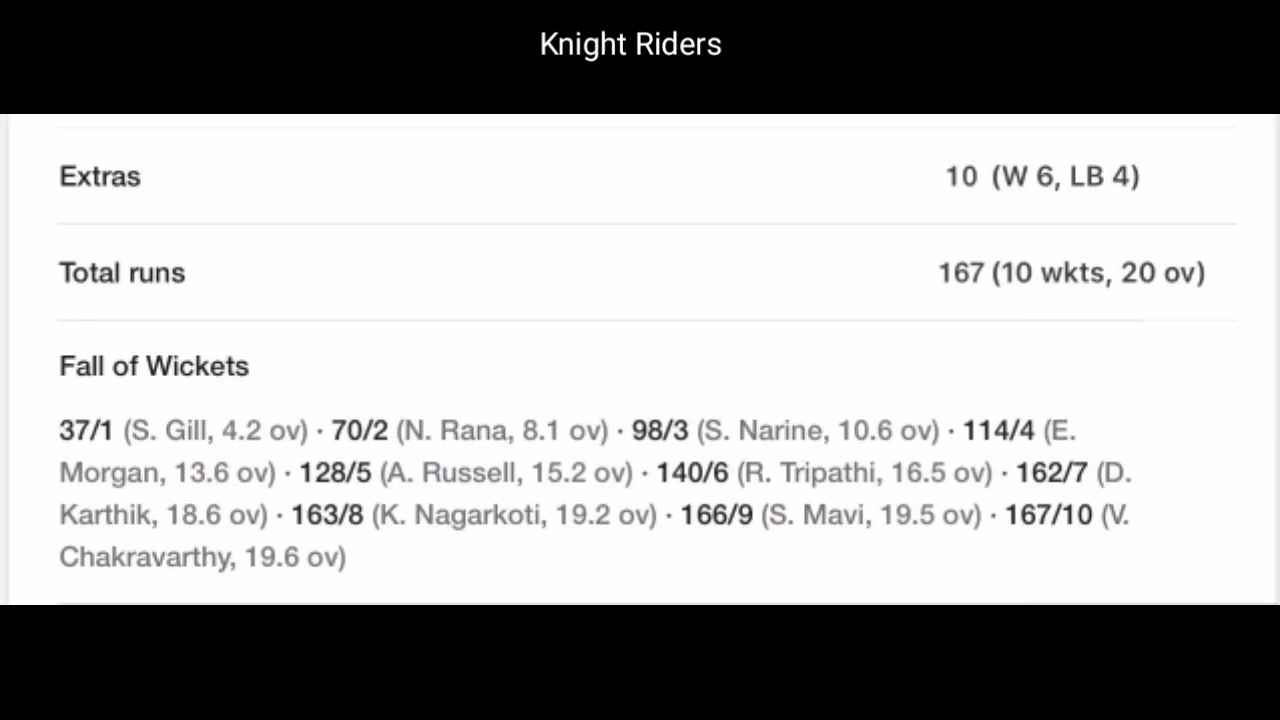 Knight Riders
Extras 10 (W 6, LB 4)
Total runs 167 (10 wkts, 20 ov)
Fall of Wickets
37/1 (S. Gill, 4.2 ov) · 70/2 (N. Rana, 8.1 ov) · 98/3 (S. Narine, 10.6 ov) · 114/4 (E.
Morgan, 13.6 ov) · 128/5 (A. Russell, 15.2 ov) · 140/6 (R. Tripathi, 16.5 ov) · 162/7 (D.
Karthik, 18.6 ov) · 163/8 (K. Nagarkoti, 19.2 ov) · 166/9 (S. Mavi, 19.5 ov) · 167/10 (V.
Chakravarthy, 19.6 ov)